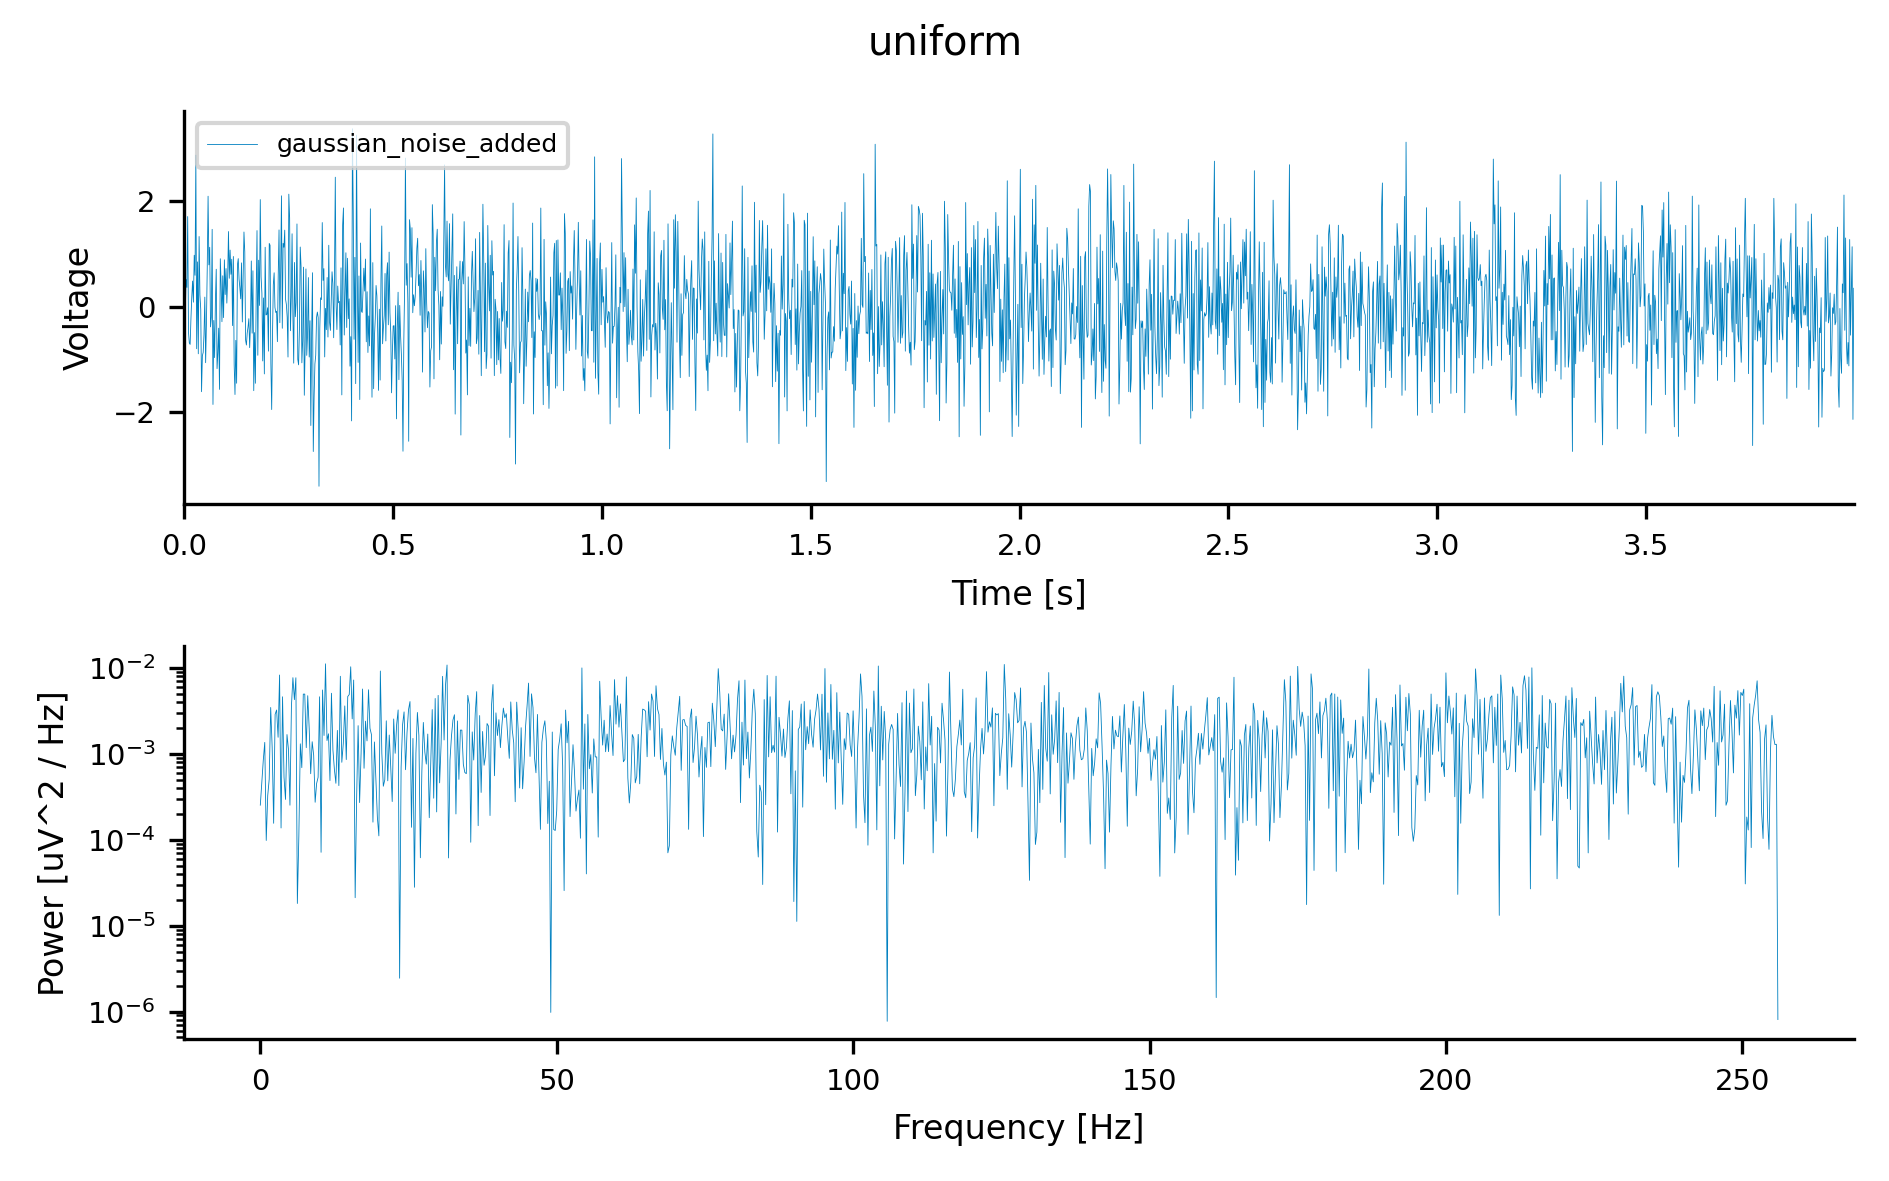 uniform
gaussian_noise_added
Voltage
2
0
−2
0.0 0.5 1.0 1.5 2.0 2.5 3.0 3.5
Time [s]
Power [uV^2 / Hz]
10⁻²
10⁻³
10⁻⁴
10⁻⁵
10⁻⁶
0 50 100 150 200 250
Frequency [Hz]